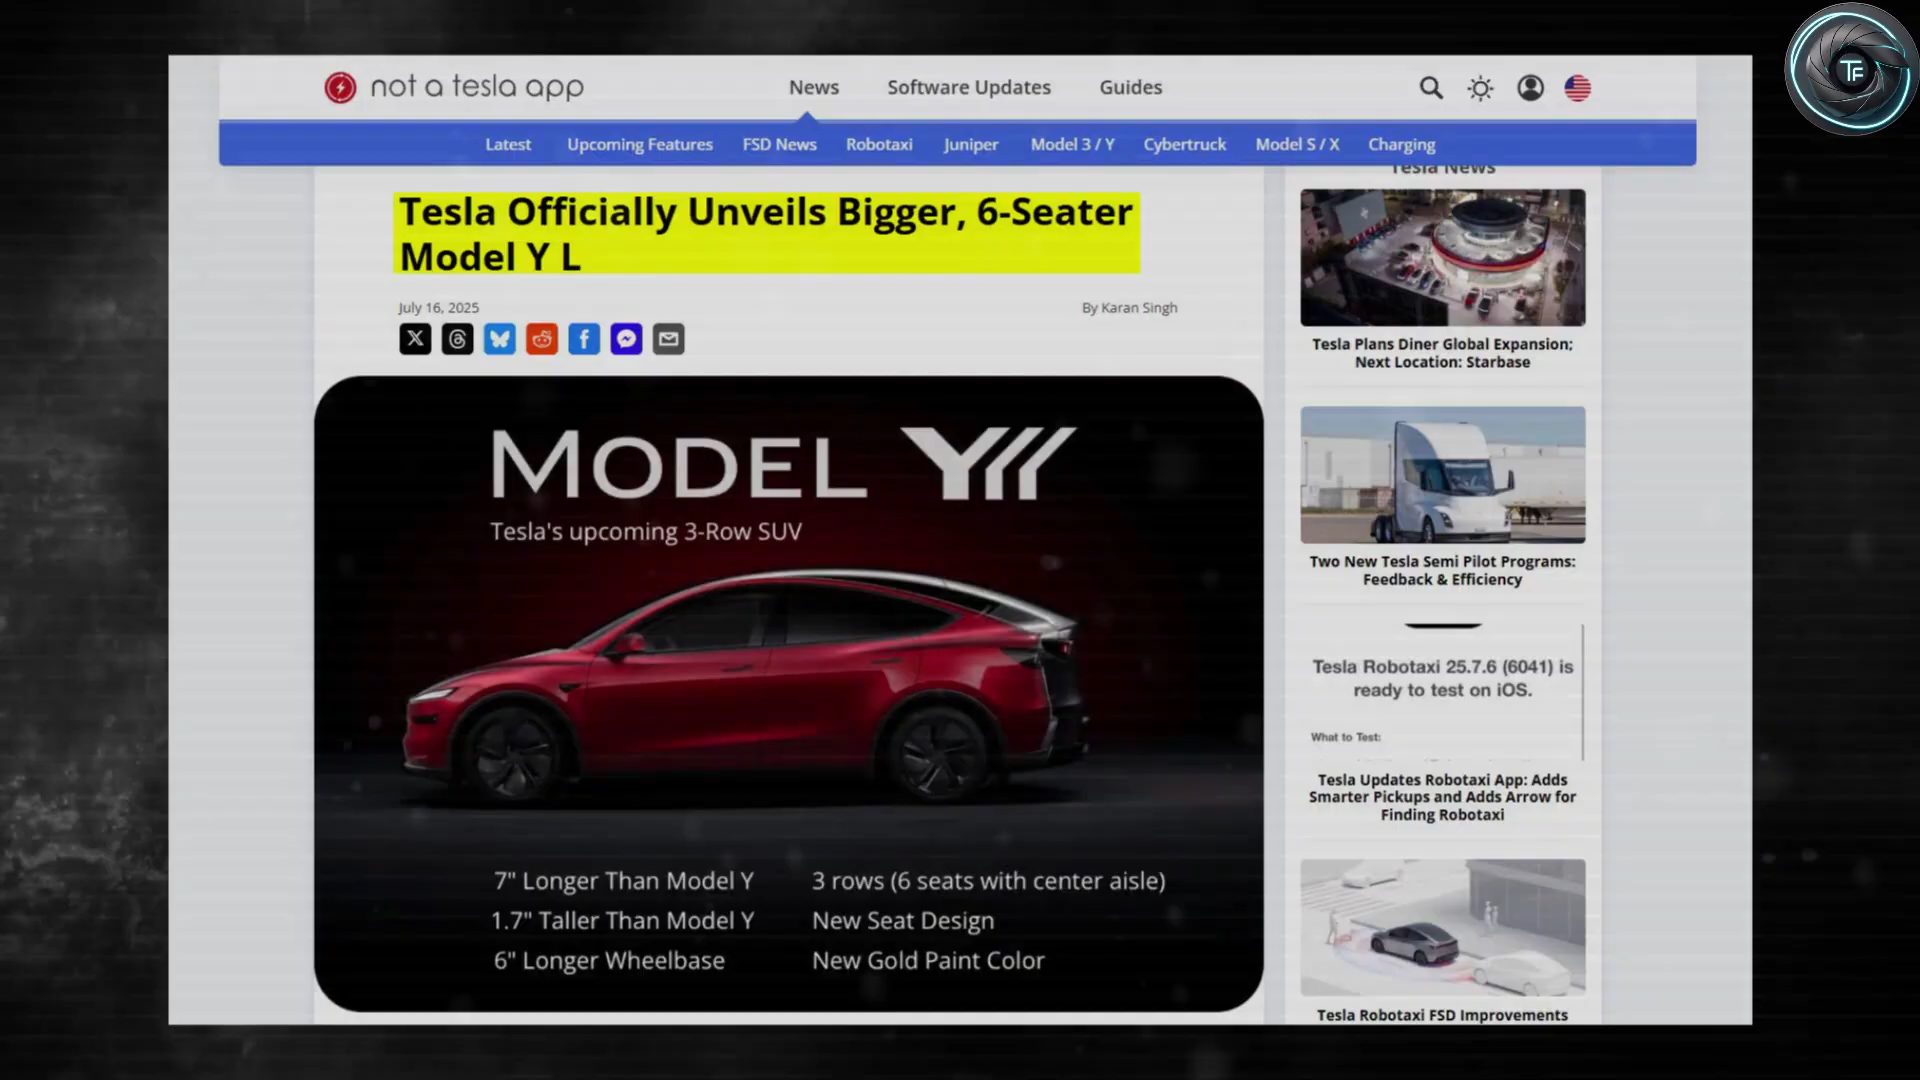 TF
not a tesla app
News
Software Updates
Guides
Latest
Upcoming Features
FSD News
Robotaxi
Juniper
Model 3 / Y
Cybertruck
Model S / X
Charging
Tesla Officially Unveils Bigger, 6-Seater
Model Y L
July 16, 2025
By Karan Singh
MODEL Y
Tesla's upcoming 3-Row SUV
7" Longer Than Model Y
1.7" Taller Than Model Y
6" Longer Wheelbase
3 rows (6 seats with center aisle)
New Seat Design
New Gold Paint Color
Tesla News
Tesla Plans Diner Global Expansion;
Next Location: Starbase
Two New Tesla Semi Pilot Programs:
Feedback & Efficiency
Tesla Robotaxi 25.7.6 (6041) is
ready to test on iOS.
What to Test:
Tesla Updates Robotaxi App: Adds
Smarter Pickups and Adds Arrow for
Finding Robotaxi
Tesla Robotaxi FSD Improvements